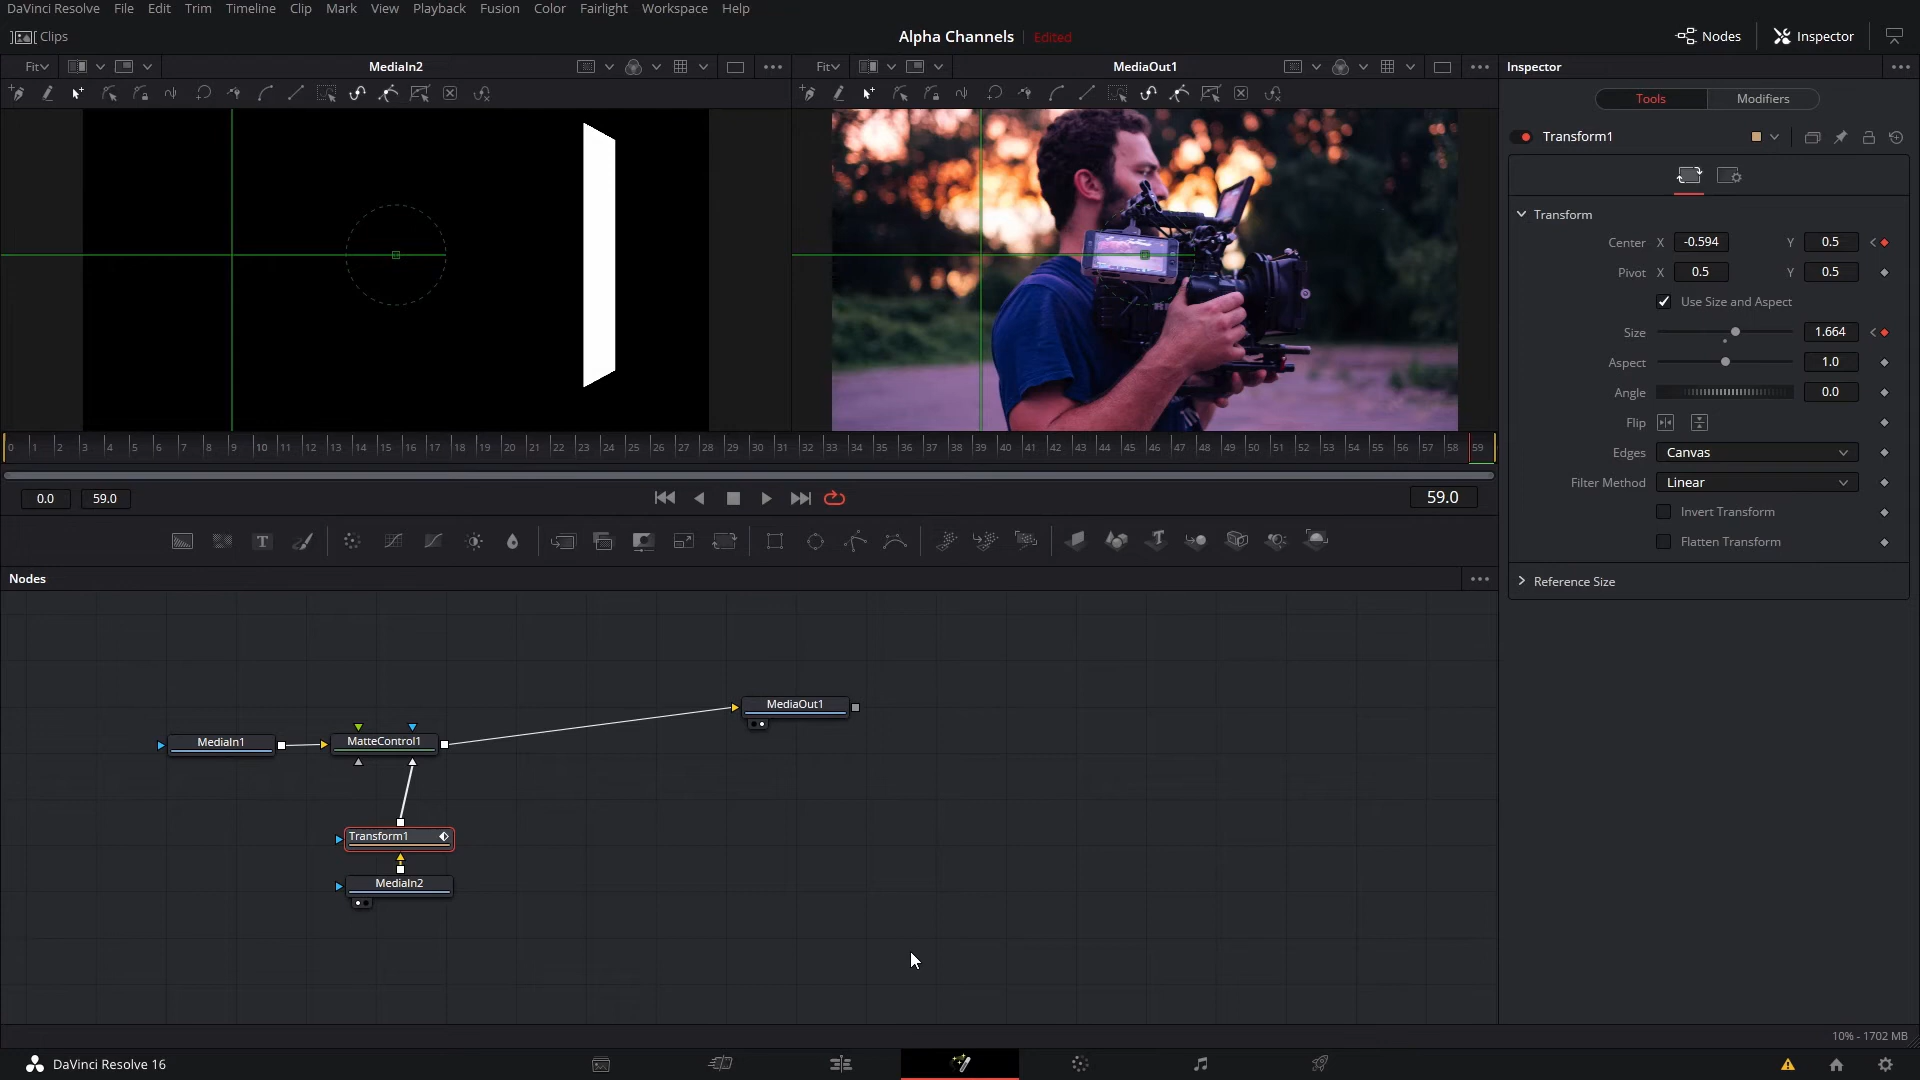 DaVinci Resolve File Edit Trim Timeline Clip Mark View Playback Fusion Color Fairlight Workspace Help
Clips Alpha Channels Edited Nodes Inspector
Fit MediaIn2 Fit MediaOut1 Inspector
Tools Modifiers
Transform1
Transform
Center X -0.594 Y 0.5
Pivot X 0.5 Y 0.5
Use Size and Aspect
Size 1.664
Aspect 1.0
Angle 0.0
Flip
Edges Canvas
Filter Method Linear
Invert Transform
Flatten Transform
Reference Size
0 1 2 3 4 5 6 7 8 9 10 11 12 13 14 15 16 17 18 19 20 21 22 23 24 25 26 27 28 29 30 31 32 33 34 35 36 37 38 39 40 41 42 43 44 45 46 47 48 49 50 51 52 53 54 55 56 57 58 59
0.0 59.0 59.0
Nodes
MediaOut1
MediaIn1 MatteControl1
Transform1
MediaIn2
10% - 1702 MB
DaVinci Resolve 16